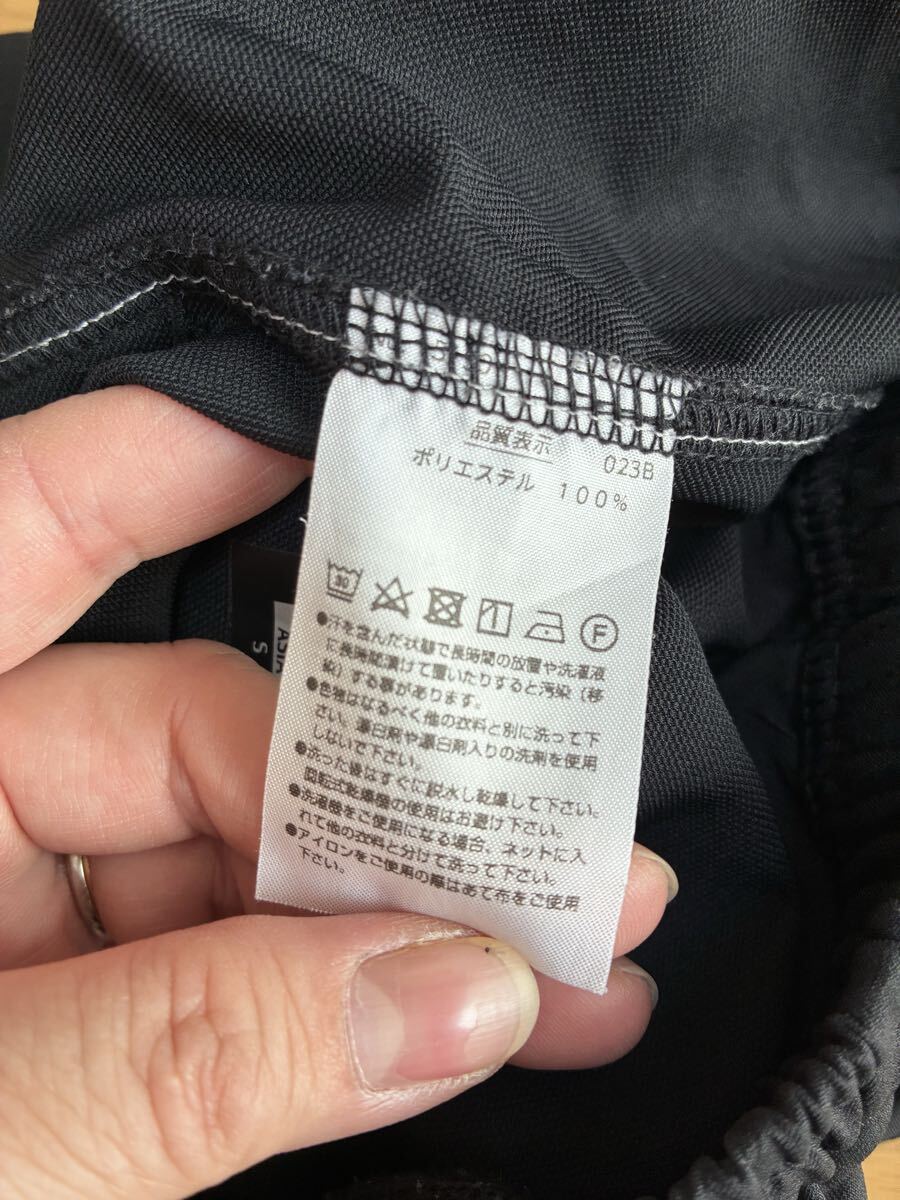 品質表示
023B
ポリエステル 100%
30
F
●汗を含んだ状態で長時間の放置や洗濯液
に長時間漬けて置いたりすると汚染(移
染)する事があります。
●色物はなるべく他の衣料と別に洗って下
さい。漂白剤や漂白剤入りの洗剤を使用
しないで下さい。
●洗った後はすぐに脱水し乾燥して下さい。
回転式乾燥機の使用はお避け下さい。
●洗濯機をご使用になる場合、ネットに入
れて他の衣料と分けて洗って下さい。
●アイロンをご使用の際はあて布をご使用
下さい。
ASIA
S